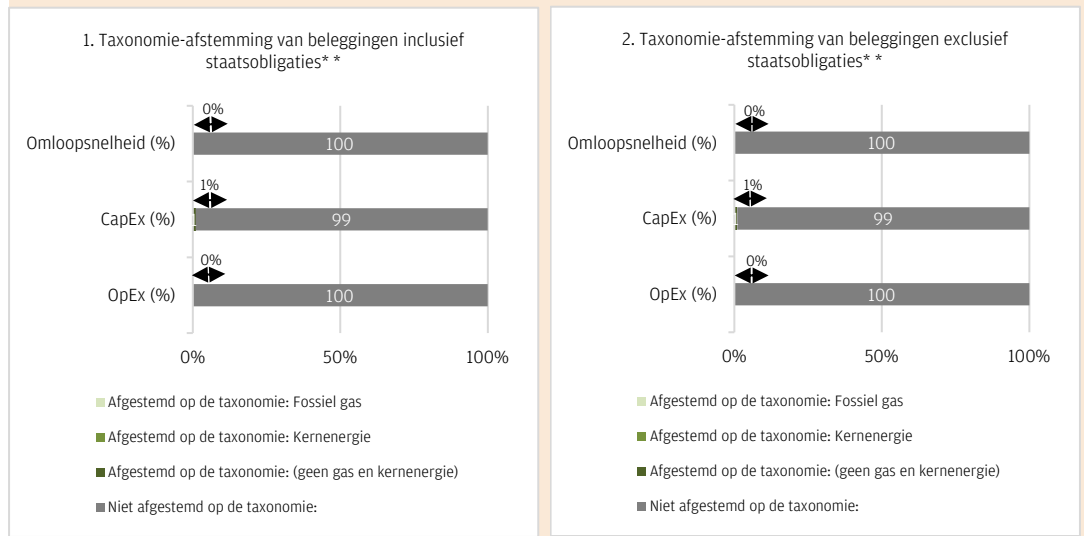 1. Taxonomie-afstemming van beleggingen inclusief
staatsobligaties* *
0%
Omloopsnelheid (%)
100
1%
CapEx (%)
99
0%
OpEx (%)
100
0% 50% 100%
Afgestemd op de taxonomie: Fossiel gas
Afgestemd op de taxonomie: Kernenergie
Afgestemd op de taxonomie: (geen gas en kernenergie)
Niet afgestemd op de taxonomie:
2. Taxonomie-afstemming van beleggingen exclusief
staatsobligaties* *
0%
Omloopsnelheid (%)
100
1%
CapEx (%)
99
0%
OpEx (%)
100
0% 50% 100%
Afgestemd op de taxonomie: Fossiel gas
Afgestemd op de taxonomie: Kernenergie
Afgestemd op de taxonomie: (geen gas en kernenergie)
Niet afgestemd op de taxonomie: